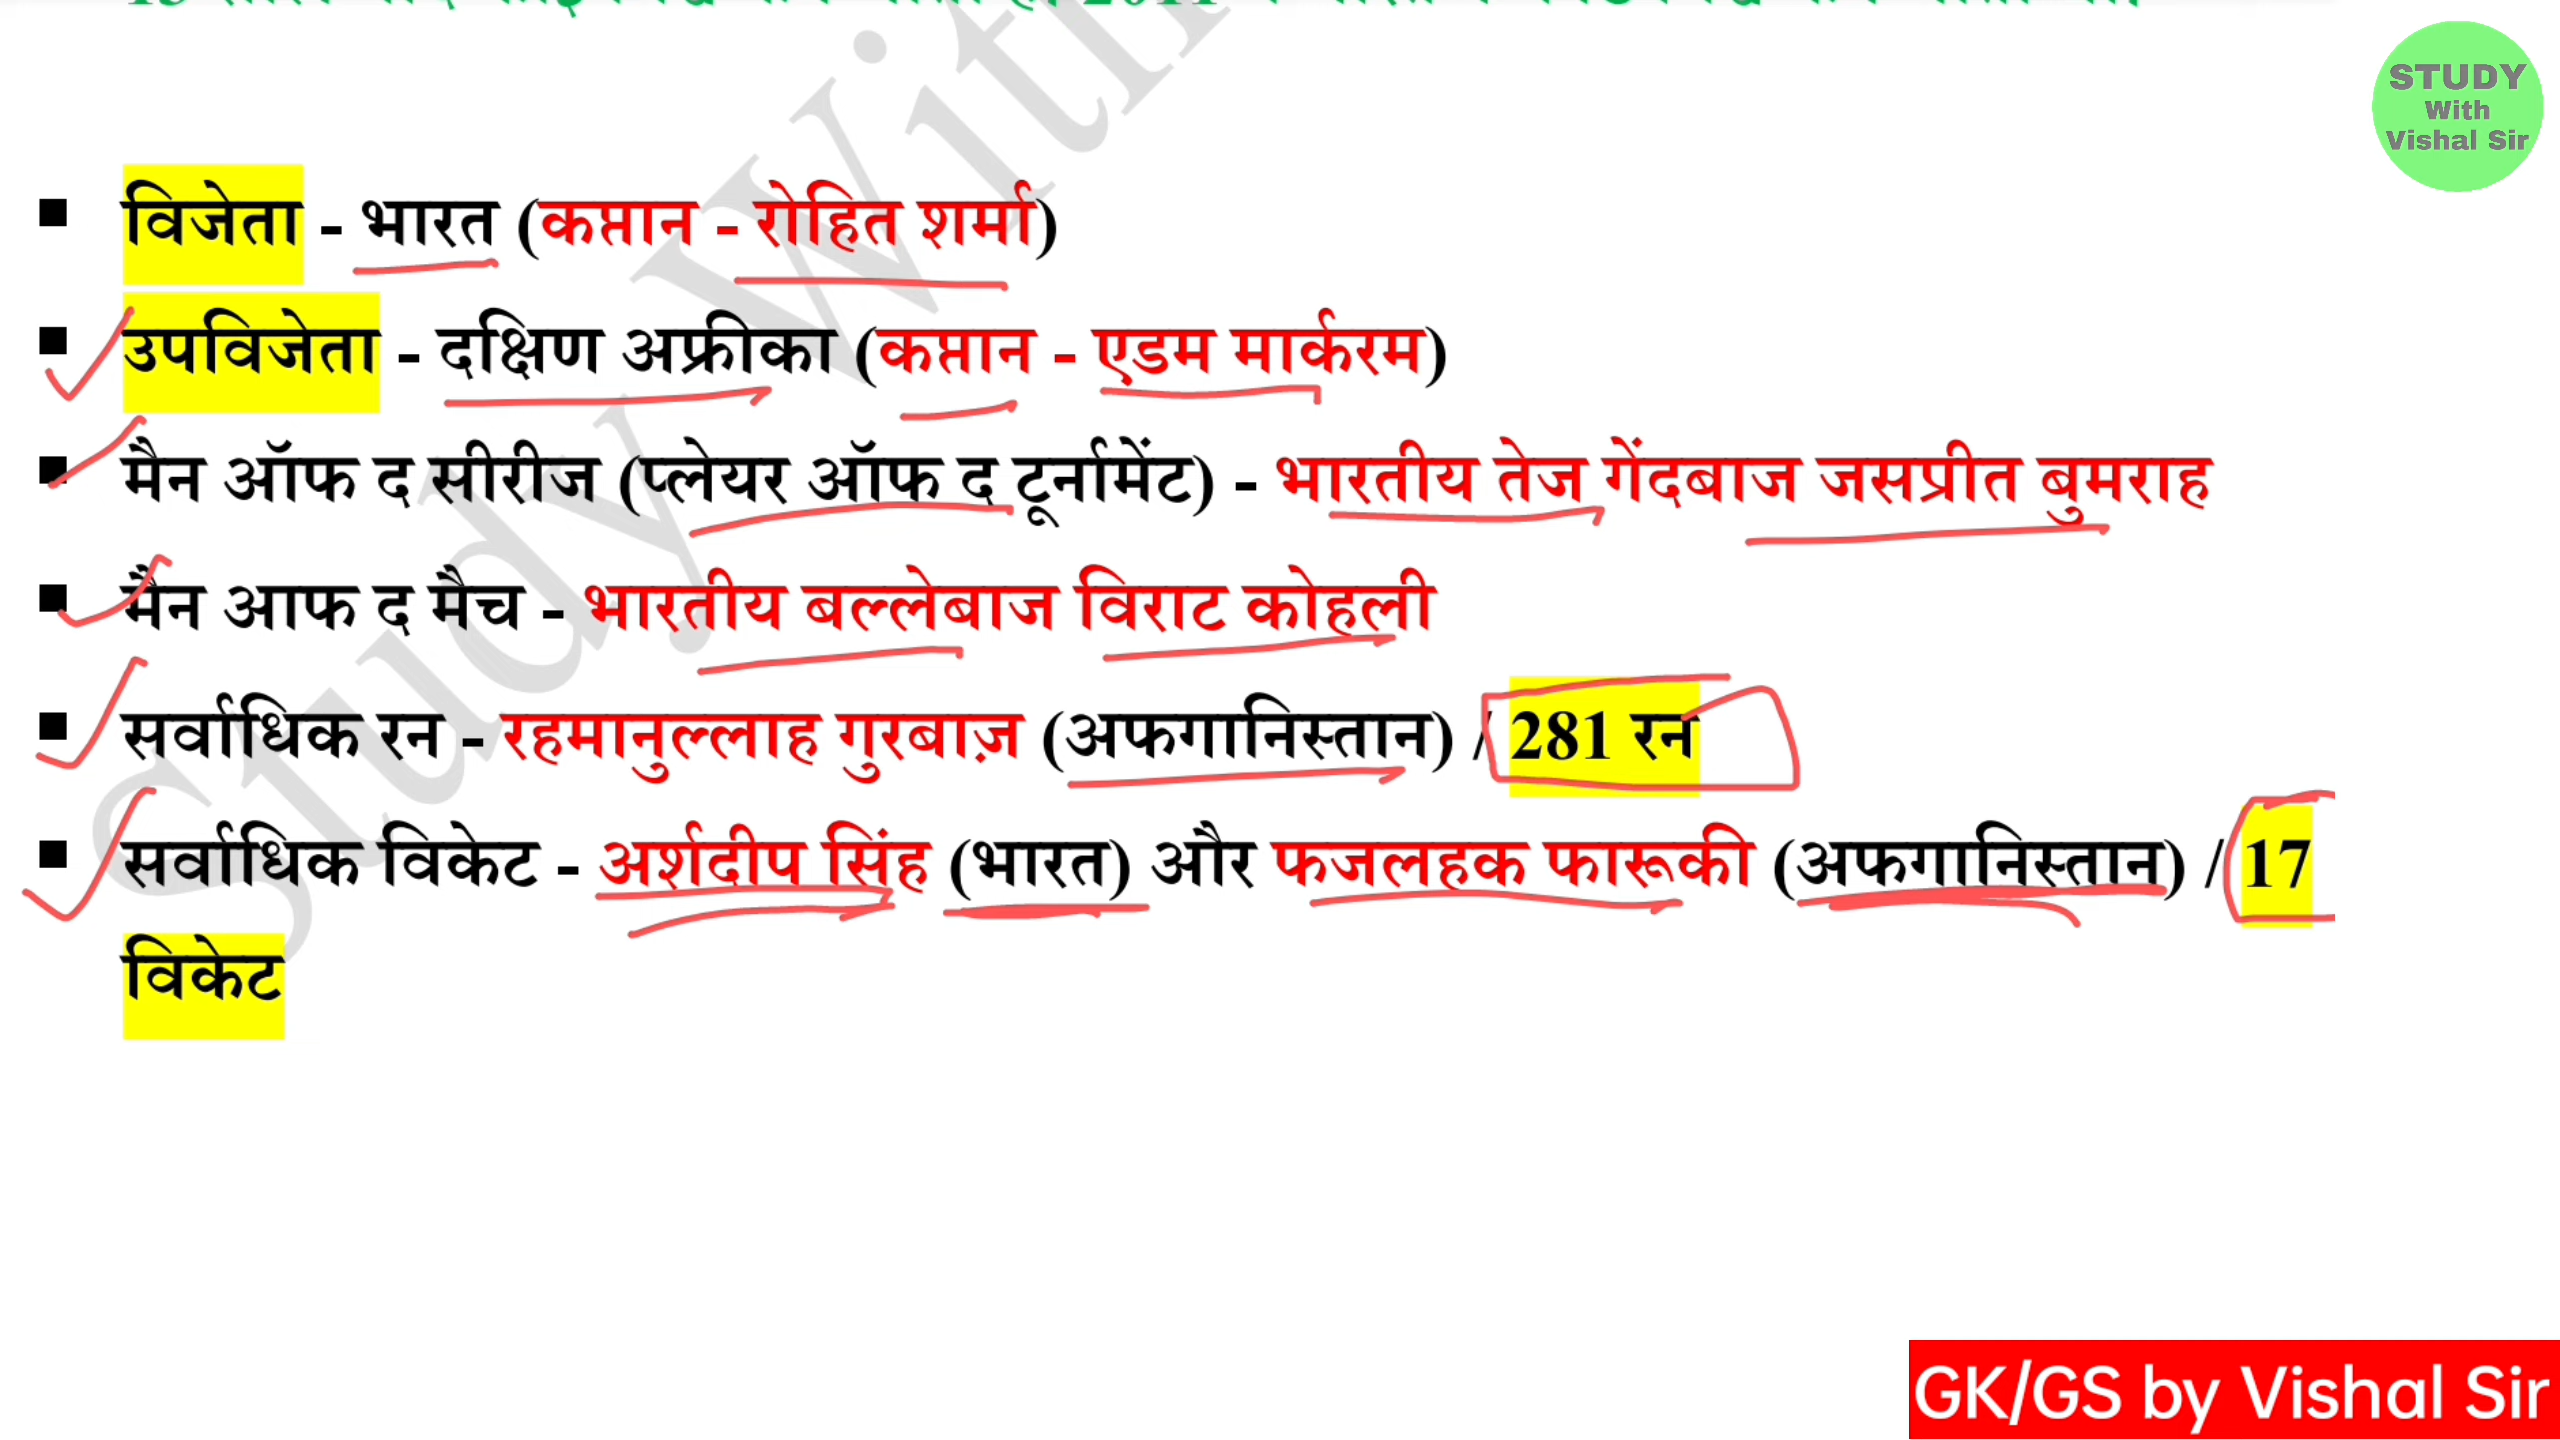 STUDY
With
Vishal Sir
विजेता - भारत (कप्तान - रोहित शर्मा)
उपविजेता - दक्षिण अफ्रीका (कप्तान - एडम मार्करम)
मैन ऑफ द सीरीज (प्लेयर ऑफ द टूर्नामेंट) - भारतीय तेज गेंदबाज जसप्रीत बुमराह
मैन आफ द मैच - भारतीय बल्लेबाज विराट कोहली
सर्वाधिक रन - रहमानुल्लाह गुरबाज़ (अफगानिस्तान) / 281 रन
सर्वाधिक विकेट - अर्शदीप सिंह (भारत) और फजलहक फारूकी (अफगानिस्तान) / 17
विकेट
Study With
GK/GS by Vishal Sir